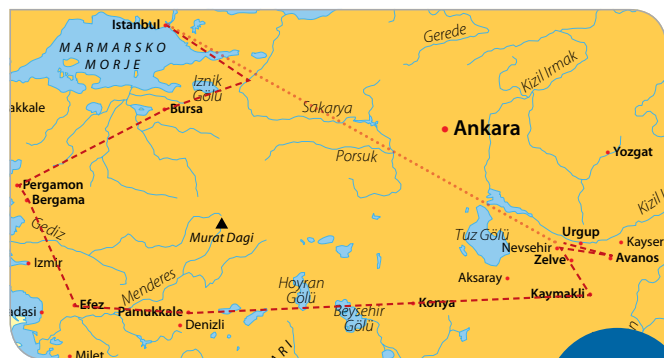 Istanbul
MARMARSKO
MORJE
Gerede
Kizil Irmak
Iznik
Gölü
akkale
Bursa
Sakarya
Ankara
Porsuk
Yozgat
Pergamon
Bergama
Kizil I
Gediz
Murat Dagi
Tuz Gölü
Urgup
Nevsehir
Kayser
Zelve
Avanos
Izmir
Menderes
Hoyran
Gölü
Aksaray
Kaymakli
Efez
Pamukkale
Konya
adasi
Beysehir
Gölü
Denizli
Milet
ARI
on